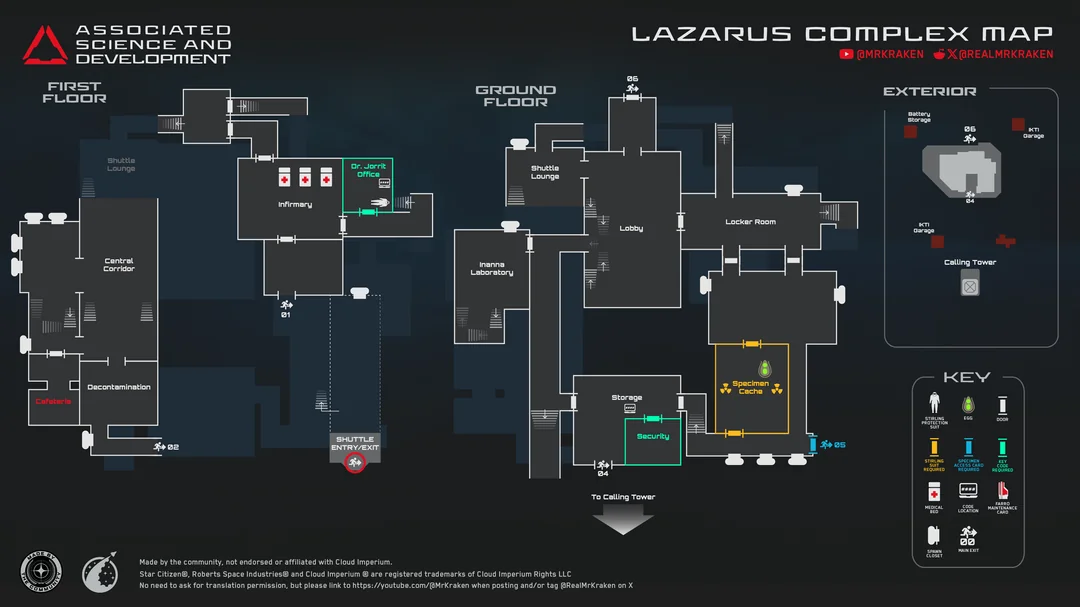 ASSOCIATED
SCIENCE AND
DEVELOPMENT
LAZARUS COMPLEX MAP
@MRKRAKEN
@REALMRKRAKEN
FIRST
FLOOR
Shuttle
Lounge
Dr. Jorrit
Office
Infirmary
Central
Corridor
01
Decontamination
Cafeteria
02
SHUTTLE
ENTRY/EXIT
GROUND
FLOOR
06
Shuttle
Lounge
Lobby
Locker Room
Inanna
Laboratory
Specimen
Cache
Storage
Security
04
05
To Calling Tower
EXTERIOR
Battery
Storage
06
IKTI
Garage
04
IKTI
Garage
Calling Tower
KEY
STIRLING
PROTECTION
SUIT
EGG
DOOR
STIRLING
SUIT
REQUIRED
SPECIMEN
ACCESS CARD
REQUIRED
KEY
CODE
REQUIRED
MEDICAL
BED
####
CODE
LOCATION
FARRO
MAINTENANCE
CARD
SPAWN
CLOSET
00
MAIN EXIT
MADE BY
THE COMMUNITY
Made by the community, not endorsed or affiliated with Cloud Imperium.
Star Citizen®, Roberts Space Industries® and Cloud Imperium ® are registered trademarks of Cloud Imperium Rights LLC
No need to ask for translation permission, but please link to https://youtube.com/@MrKraken when posting and/or tag @RealMrKraken on X